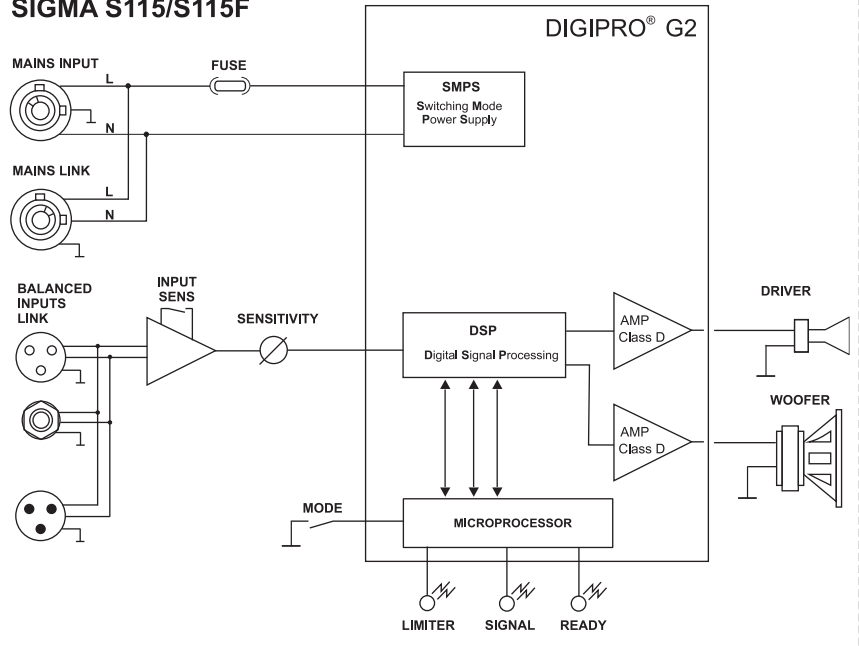 SIGMA S115/S115F
DIGIPRO® G2
MAINS INPUT
L
FUSE
SMPS
Switching Mode
Power Supply
N
MAINS LINK
L
N
BALANCED
INPUTS
LINK
INPUT
SENS
SENSITIVITY
DSP
Digital Signal Processing
AMP
Class D
DRIVER
AMP
Class D
WOOFER
MODE
MICROPROCESSOR
LIMITER
SIGNAL
READY